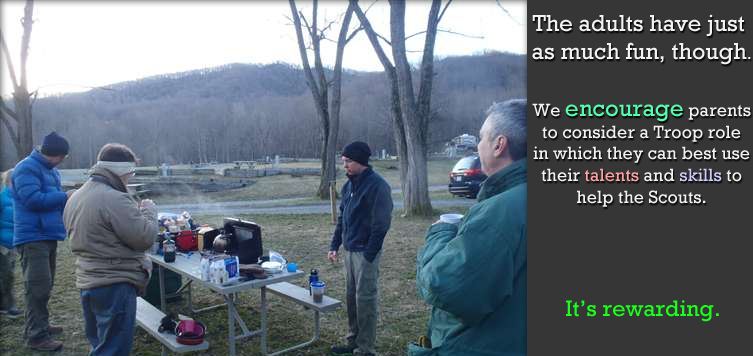 The adults have just
as much fun, though.
We encourage parents
to consider a Troop role
in which they can best use
their talents and skills to
help the Scouts.
It's rewarding.